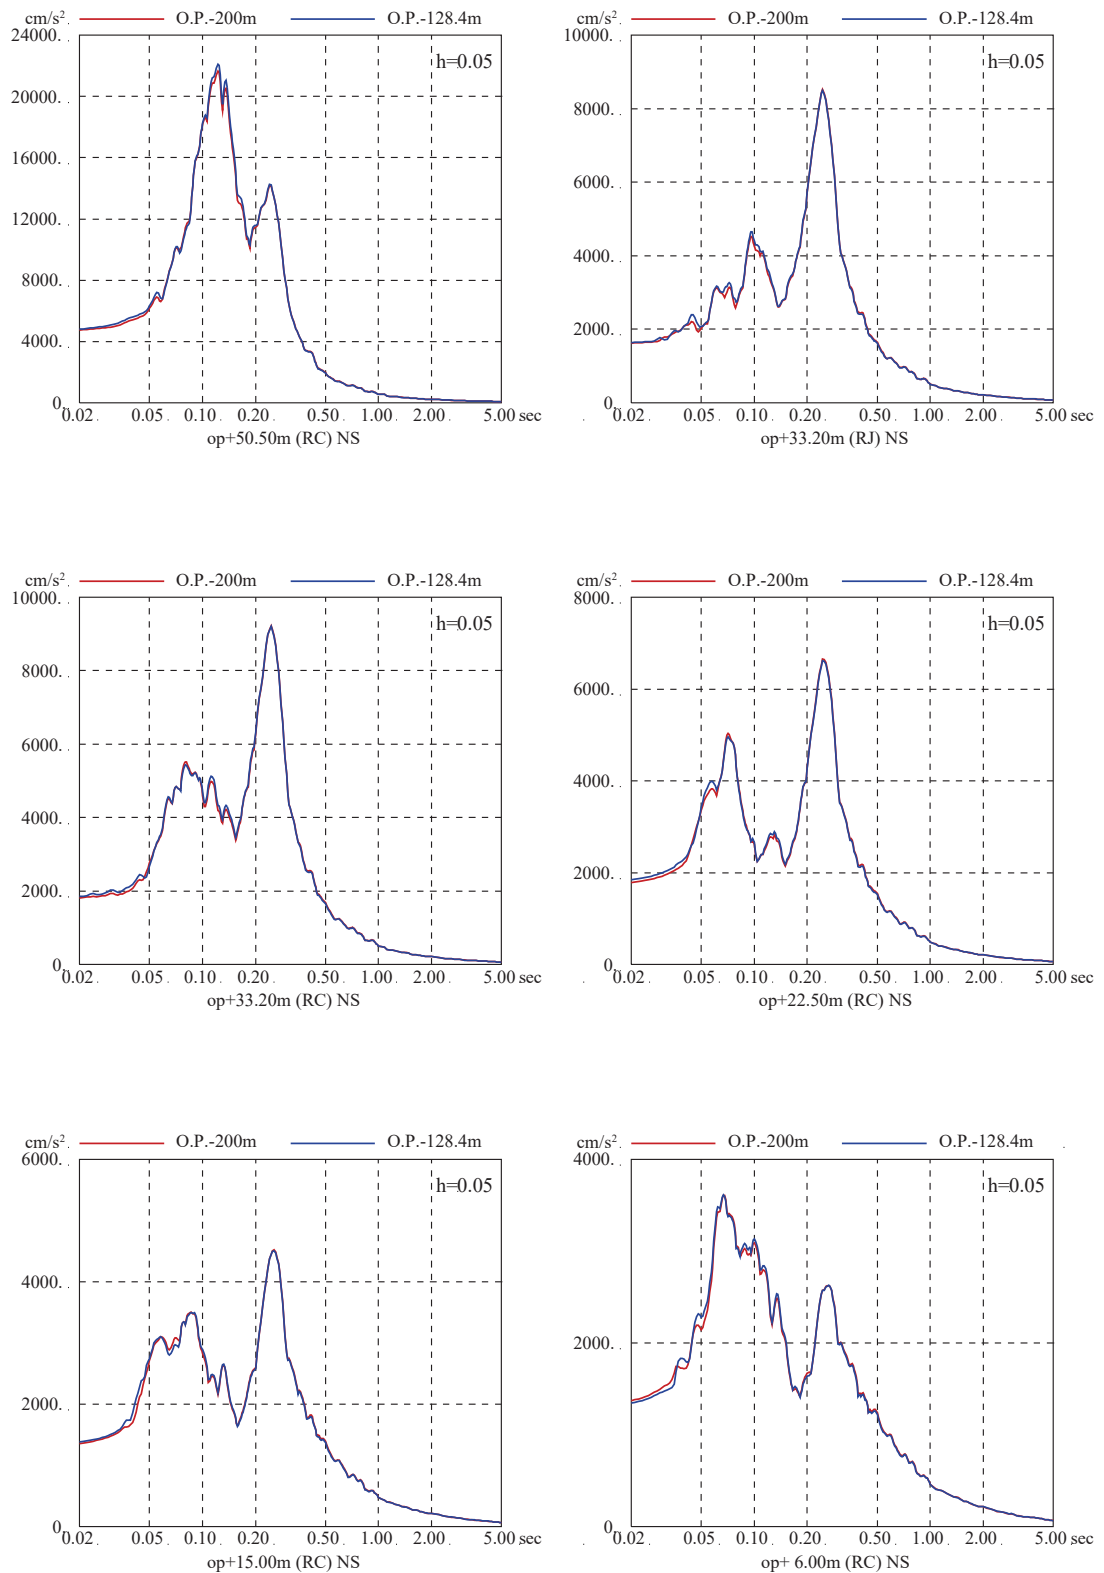 cm/s² O.P.-200m O.P.-128.4m
24000.
h=0.05
20000.
16000.
12000.
8000.
4000.
0.
0.02 0.05 0.10 0.20 0.50 1.00 2.00 5.00 sec
op+50.50m (RC) NS
cm/s² O.P.-200m O.P.-128.4m
10000.
h=0.05
8000.
6000.
4000.
2000.
0.
0.02 0.05 0.10 0.20 0.50 1.00 2.00 5.00 sec
op+33.20m (RJ) NS
cm/s² O.P.-200m O.P.-128.4m
10000.
h=0.05
8000.
6000.
4000.
2000.
0.
0.02 0.05 0.10 0.20 0.50 1.00 2.00 5.00 sec
op+33.20m (RC) NS
cm/s² O.P.-200m O.P.-128.4m
8000.
h=0.05
6000.
4000.
2000.
0.
0.02 0.05 0.10 0.20 0.50 1.00 2.00 5.00 sec
op+22.50m (RC) NS
cm/s² O.P.-200m O.P.-128.4m
6000.
h=0.05
4000.
2000.
0.
0.02 0.05 0.10 0.20 0.50 1.00 2.00 5.00 sec
op+15.00m (RC) NS
cm/s² O.P.-200m O.P.-128.4m
4000.
h=0.05
2000.
0.
0.02 0.05 0.10 0.20 0.50 1.00 2.00 5.00 sec
op+ 6.00m (RC) NS